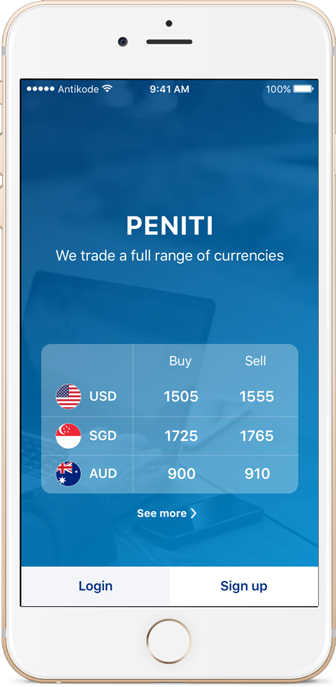 Antikode 9:41 AM 100%
PENITI
We trade a full range of currencies
Buy Sell
USD 1505 1555
SGD 1725 1765
AUD 900 910
See more
Login Sign up